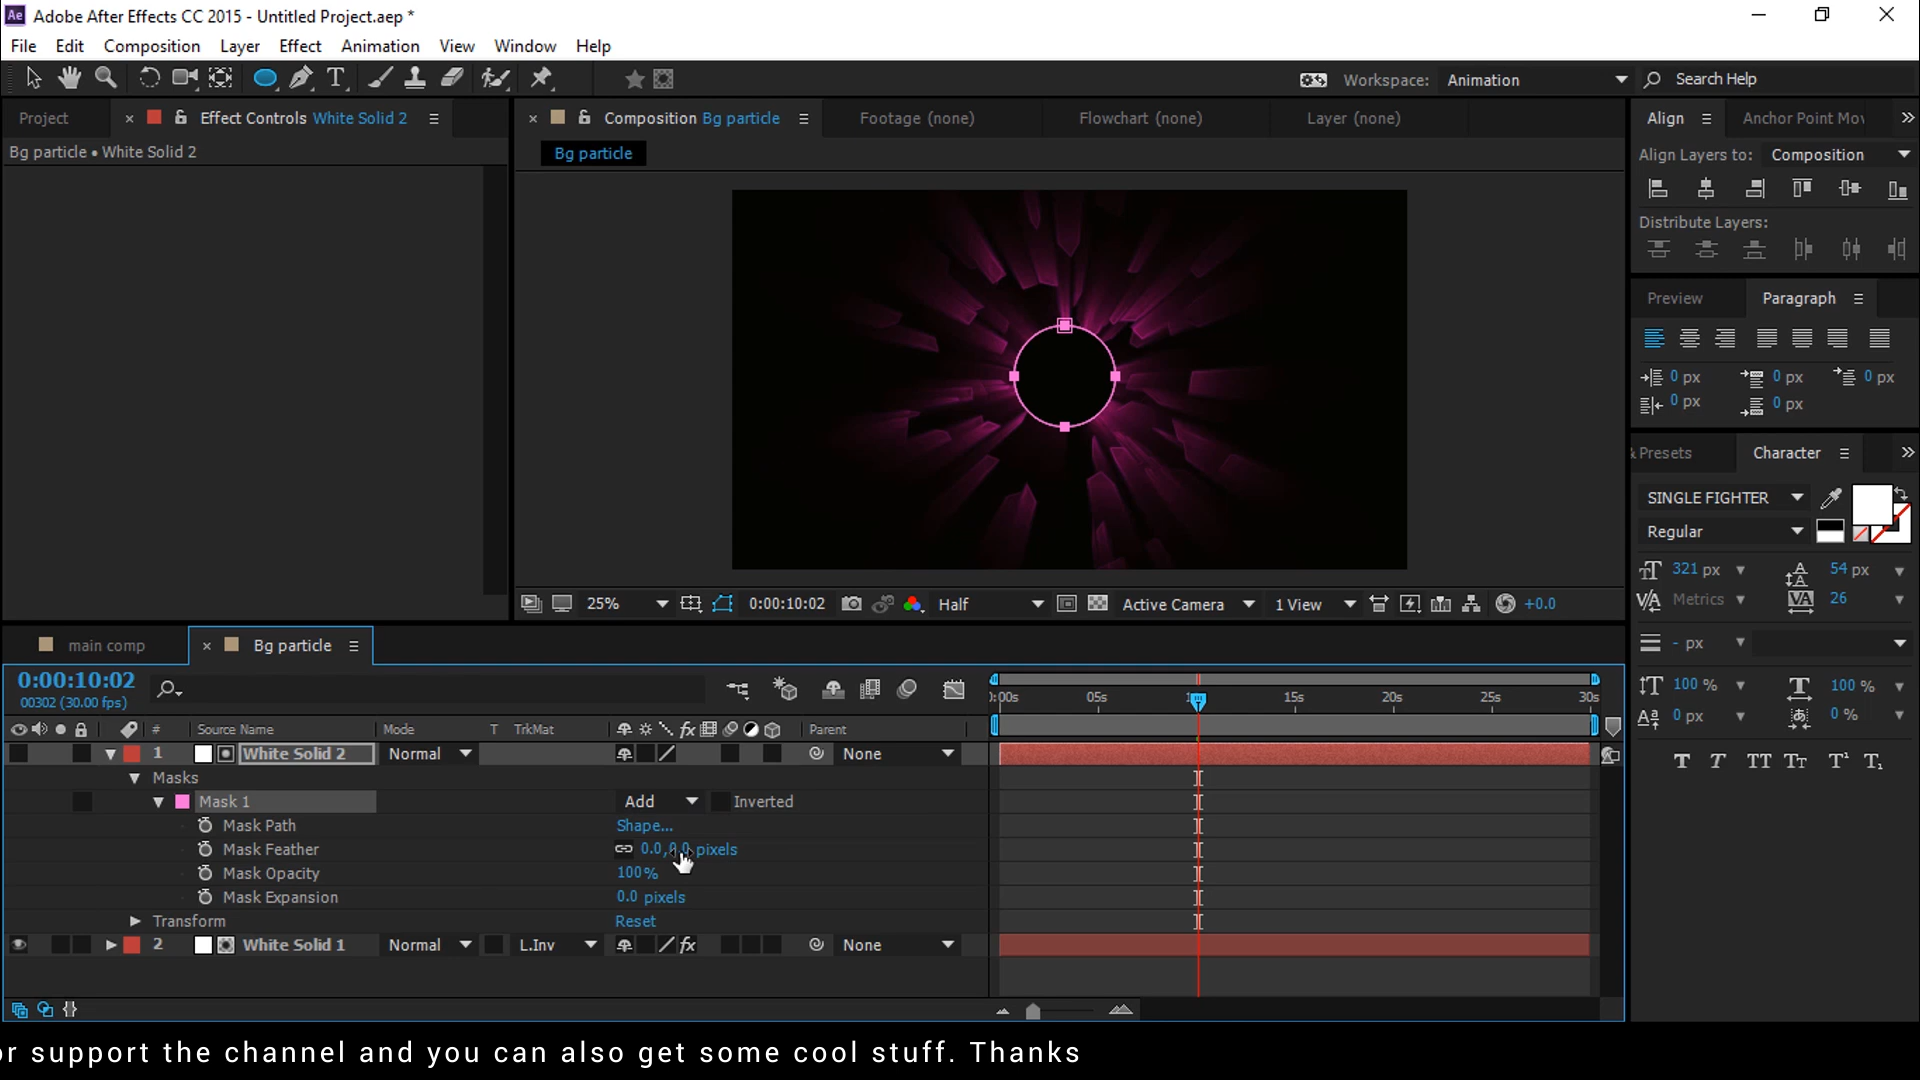 Ae Adobe After Effects CC 2015 - Untitled Project.aep *
File Edit Composition Layer Effect Animation View Window Help
Workspace: Animation Search Help
Project Effect Controls White Solid 2 Composition Bg particle Footage (none) Flowchart (none) Layer (none) Align Anchor Point Mov
Bg particle • White Solid 2 Bg particle
Align Layers to: Composition
Distribute Layers:
Preview Paragraph
0 px 0 px 0 px
0 px 0 px
& Presets Character
SINGLE FIGHTER
Regular
321 px 54 px
Metrics 26
- px
100 % 100 %
0 px 0 %
T T TT Tt T¹ T₁
25% 0:00:10:02 Half Active Camera 1 View +0.0
main comp Bg particle
0:00:10:02
00302 (30.00 fps)
):00s 05s 15s 20s 25s 30s
# Source Name Mode T TrkMat Parent
1 White Solid 2 Normal None
Masks
Mask 1 Add Inverted
Mask Path Shape...
Mask Feather 0.0,0.0 pixels
Mask Opacity 100%
Mask Expansion 0.0 pixels
Transform Reset
2 White Solid 1 Normal L.Inv None
or support the channel and you can also get some cool stuff. Thanks